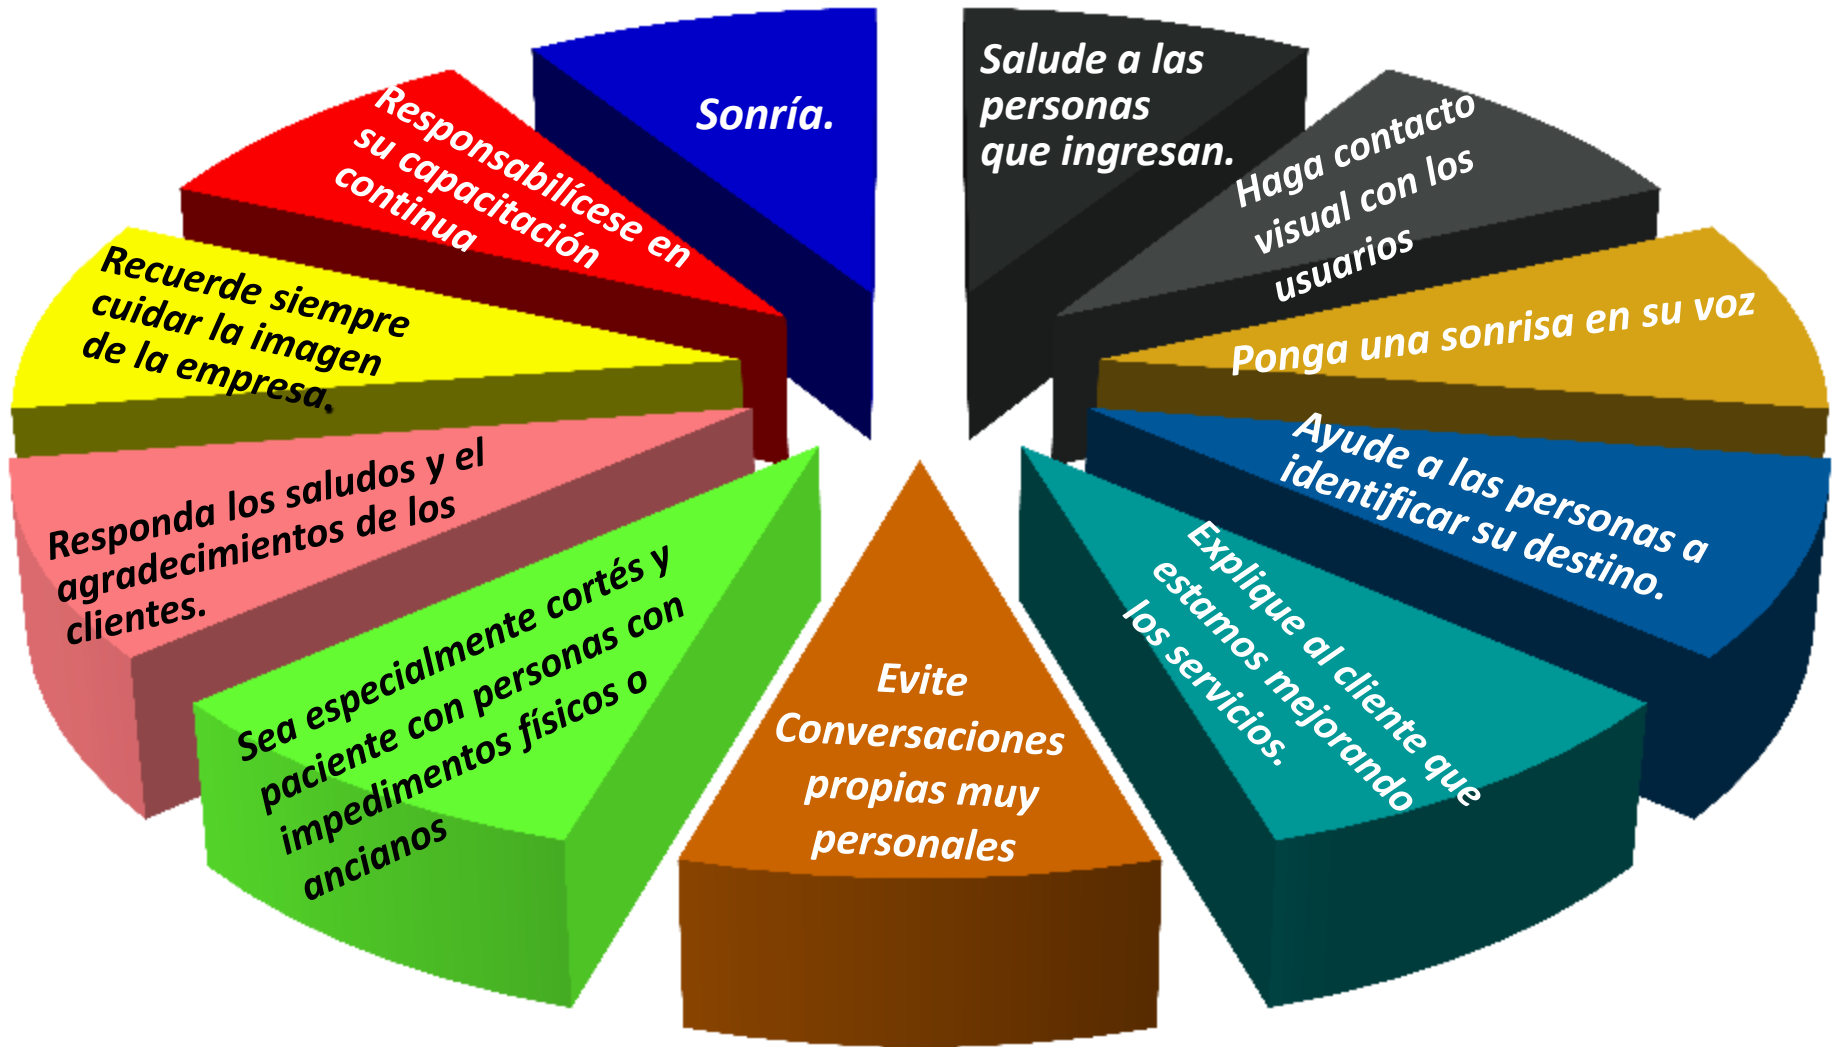 Salude a las
personas
que ingresan.
Haga contacto
visual con los
usuarios
Ponga una sonrisa en su voz
Ayude a las personas a
identificar su destino.
Explique al cliente que
estamos mejorando
los servicios.
Evite
Conversaciones
propias muy
personales
Sea especialmente cortés y
paciente con personas con
impedimentos físicos o
ancianos
Responda los saludos y el
agradecimientos de los
clientes.
Recuerde siempre
cuidar la imagen
de la empresa.
Responsabilícese en
su capacitación
continua
Sonría.